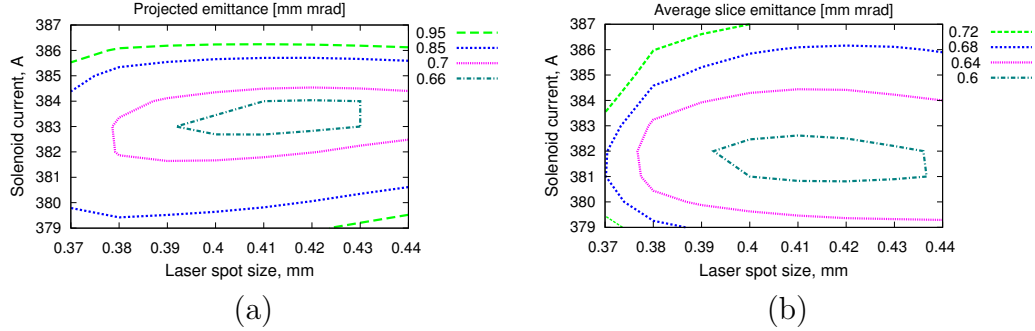 Projected emittance [mm mrad]
387
386
385
384
383
382
381
380
379
Solenoid current, A
0.37 0.38 0.39 0.4 0.41 0.42 0.43 0.44
Laser spot size, mm
0.95
0.85
0.7
0.66
(a)
Average slice emittance [mm mrad]
387
386
385
384
383
382
381
380
379
Solenoid current, A
0.37 0.38 0.39 0.4 0.41 0.42 0.43 0.44
Laser spot size, mm
0.72
0.68
0.64
0.6
(b)